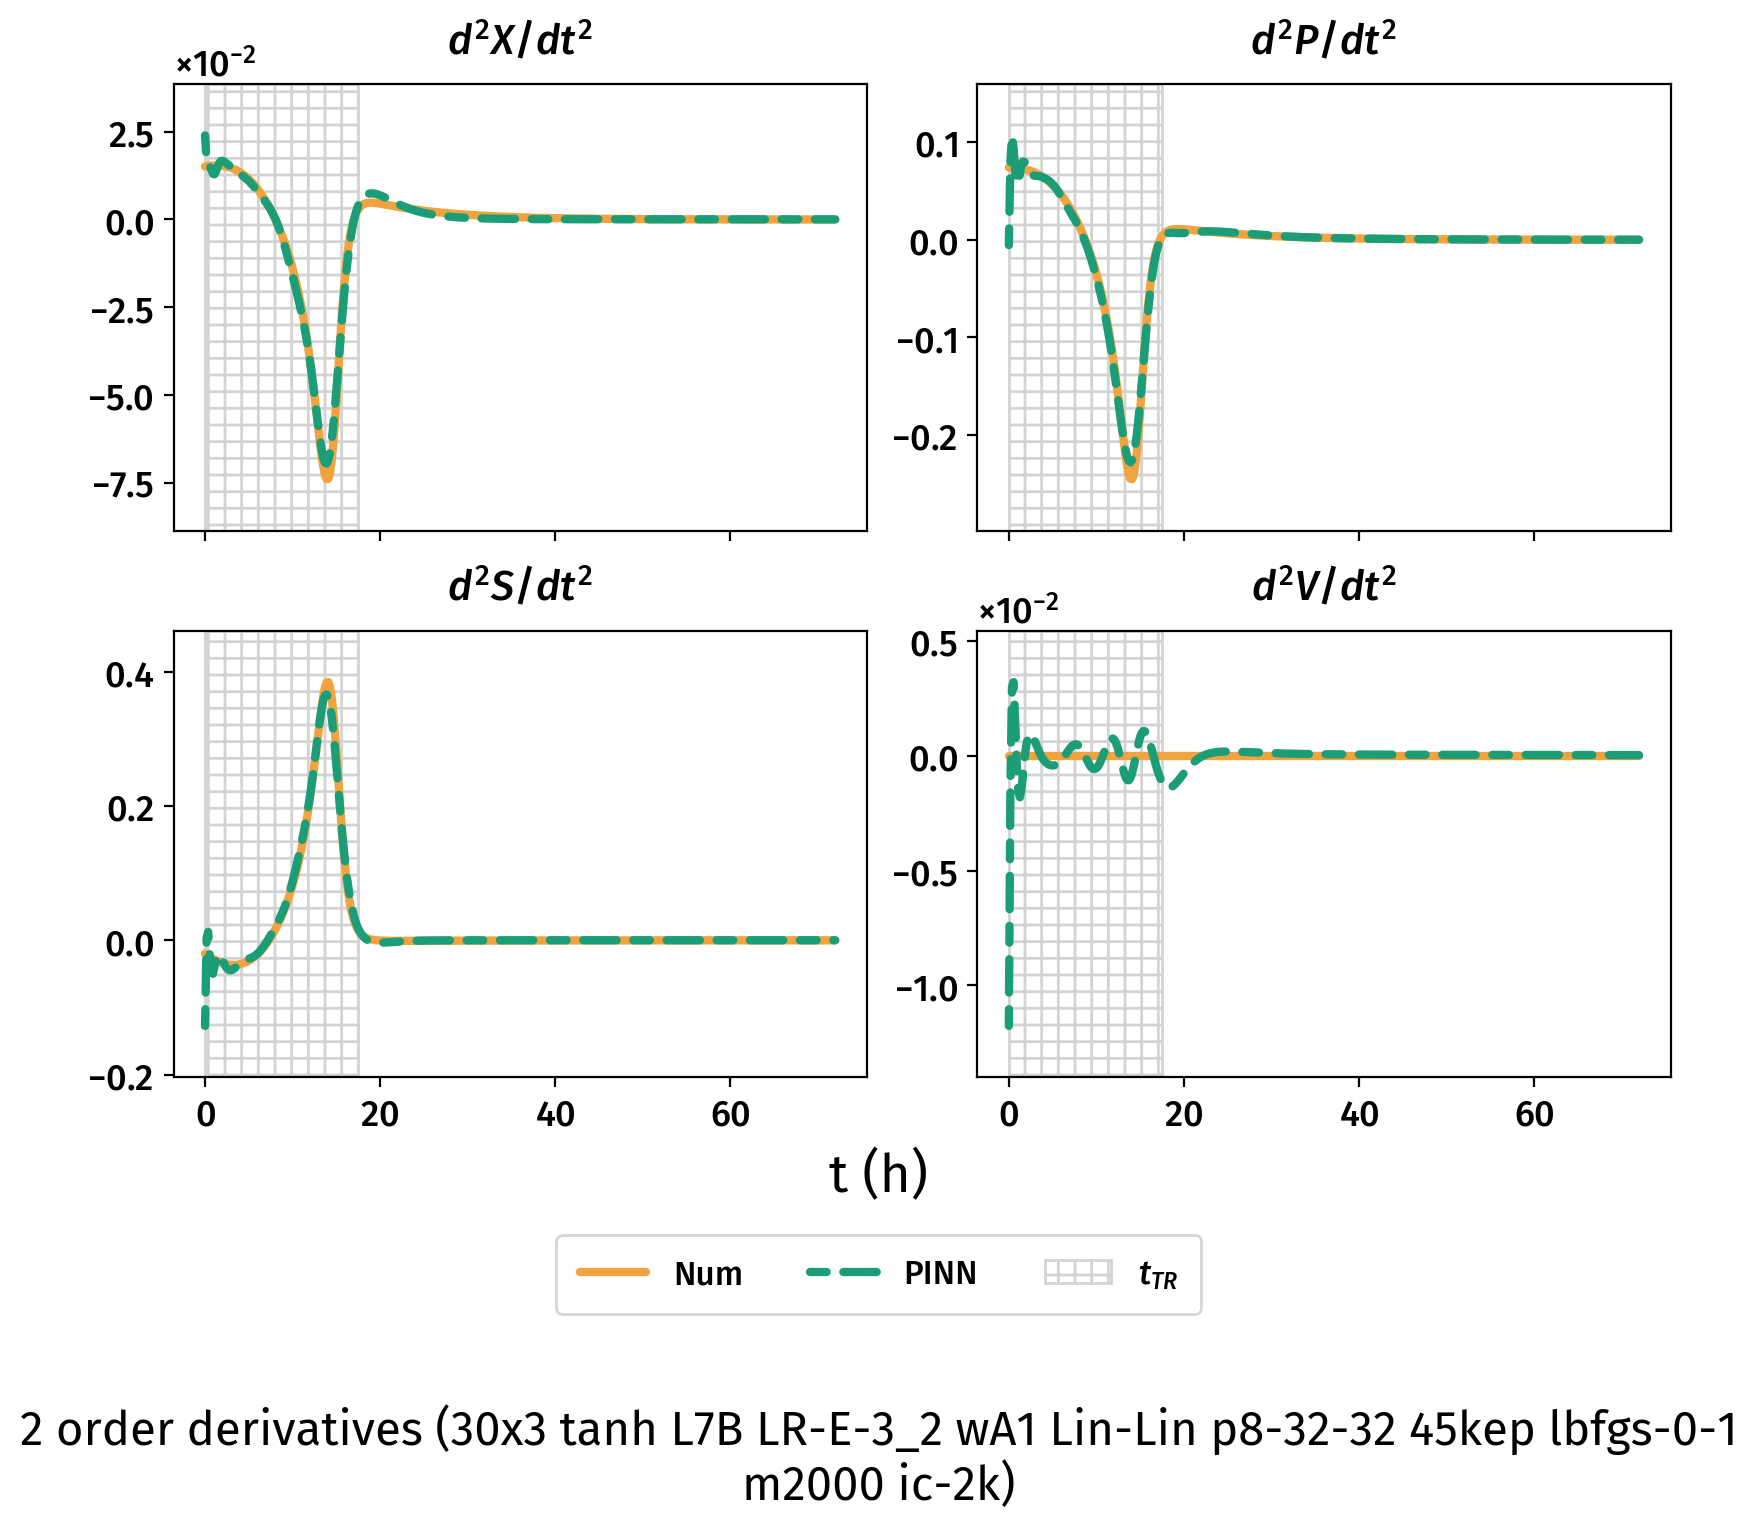 d²X/dt²
×10⁻²
2.5
0.0
−2.5
−5.0
−7.5
d²P/dt²
0.1
0.0
−0.1
−0.2
d²S/dt²
0.4
0.2
0.0
−0.2
0 20 40 60
d²V/dt²
×10⁻²
0.5
0.0
−0.5
−1.0
0 20 40 60
t (h)
Num PINN t_TR
2 order derivatives (30x3 tanh L7B LR-E-3_2 wA1 Lin-Lin p8-32-32 45kep lbfgs-0-1
m2000 ic-2k)